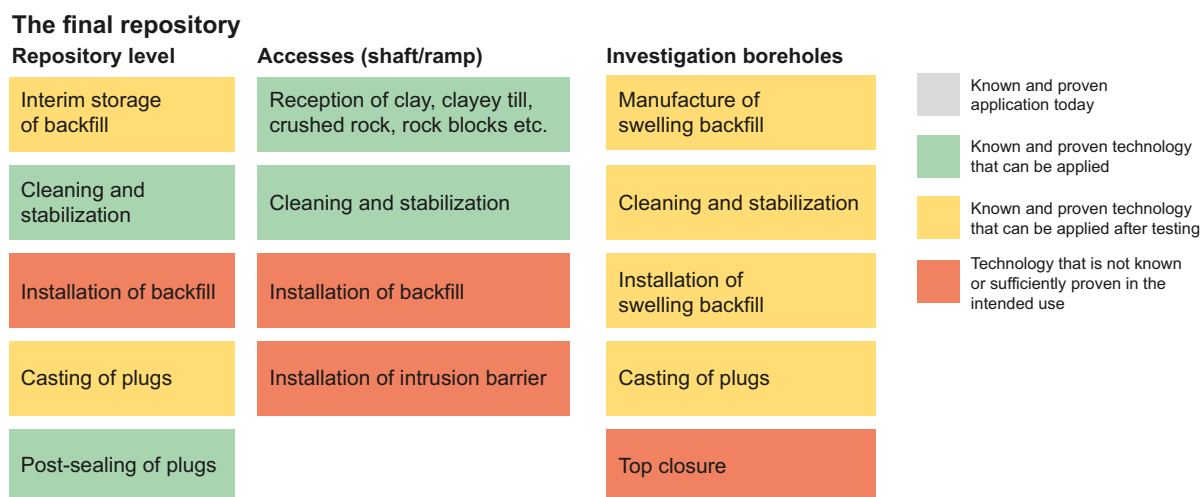 The final repository
Repository level
Interim storage
of backfill
Cleaning and
stabilization
Installation of backfill
Casting of plugs
Post-sealing of plugs
Accesses (shaft/ramp)
Reception of clay, clayey till,
crushed rock, rock blocks etc.
Cleaning and stabilization
Installation of backfill
Installation of intrusion barrier
Investigation boreholes
Manufacture of
swelling backfill
Cleaning and stabilization
Installation of
swelling backfill
Casting of plugs
Top closure
Known and proven
application today
Known and proven technology
that can be applied
Known and proven technology
that can be applied after testing
Technology that is not known
or sufficiently proven in the
intended use